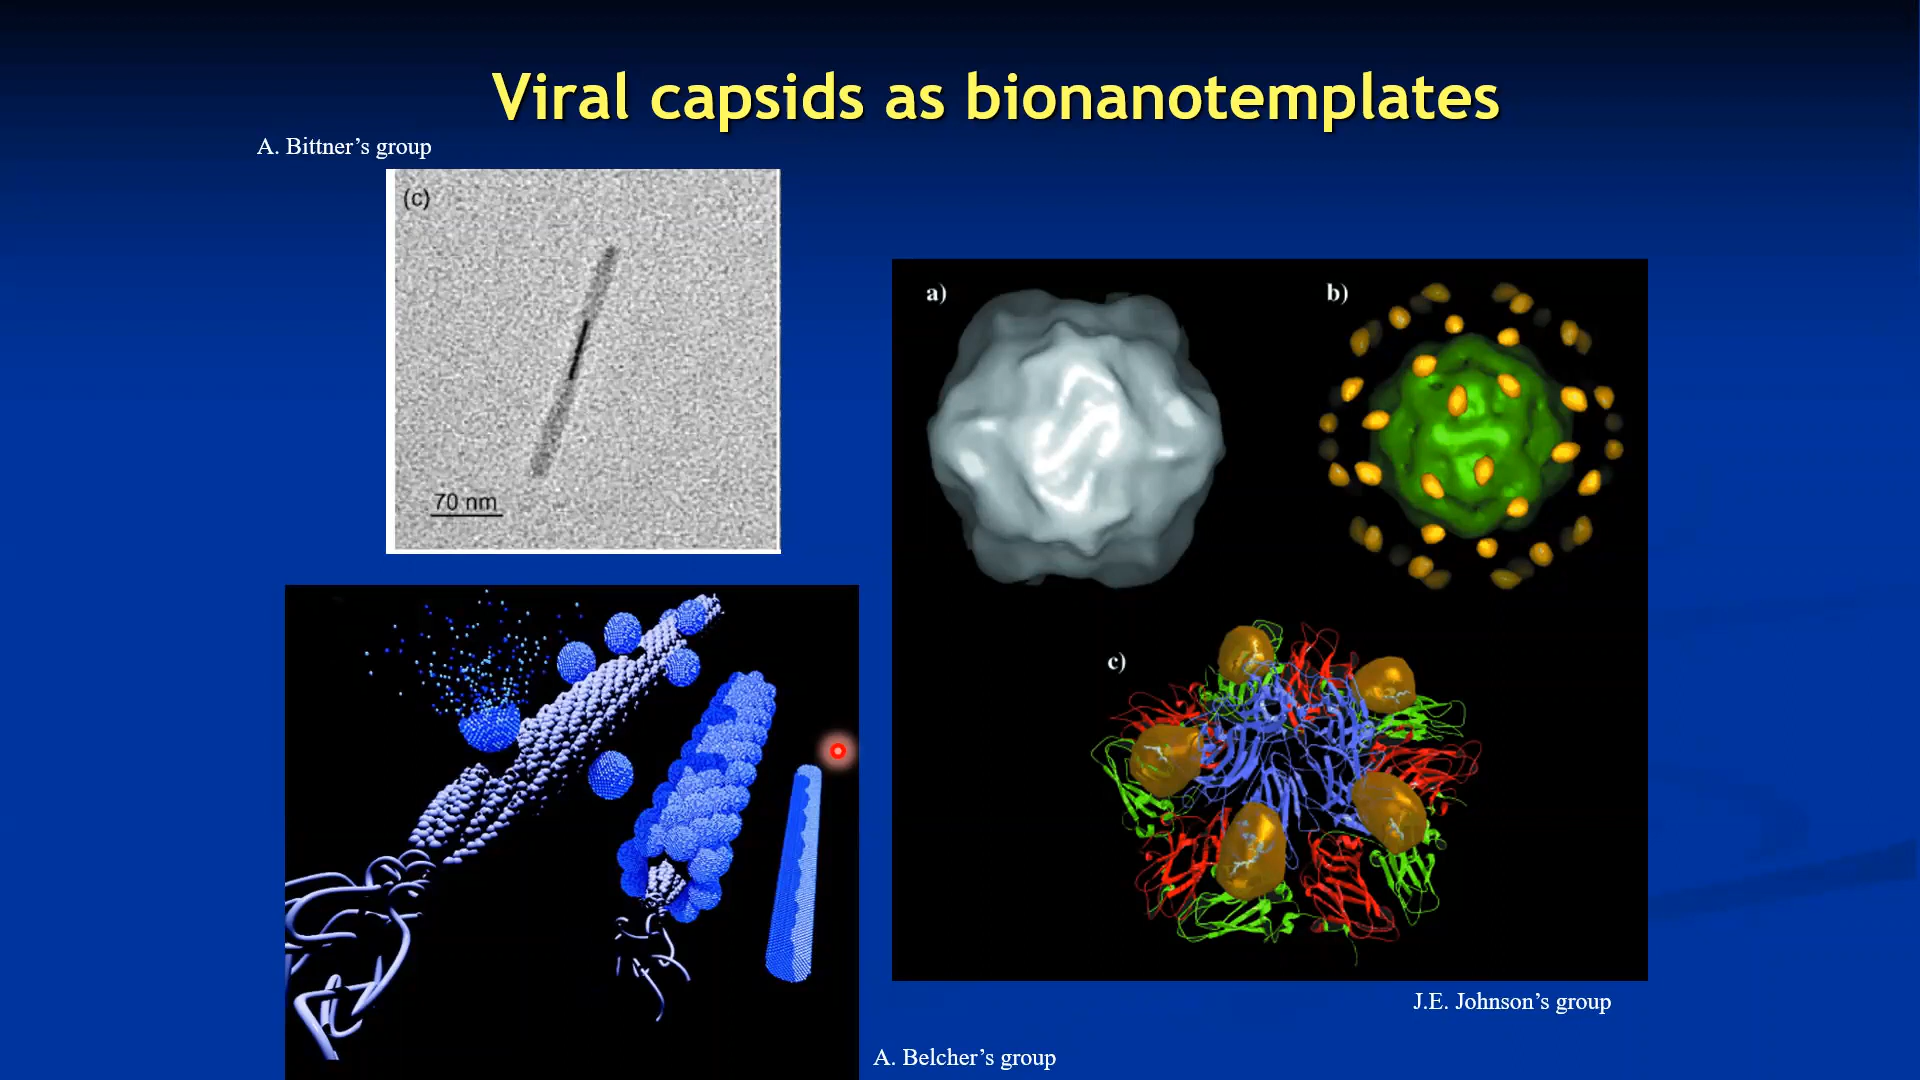 Viral capsids as bionanotemplates
A. Bittner’s group
(c)
70 nm
a)
b)
c)
J.E. Johnson’s group
A. Belcher’s group